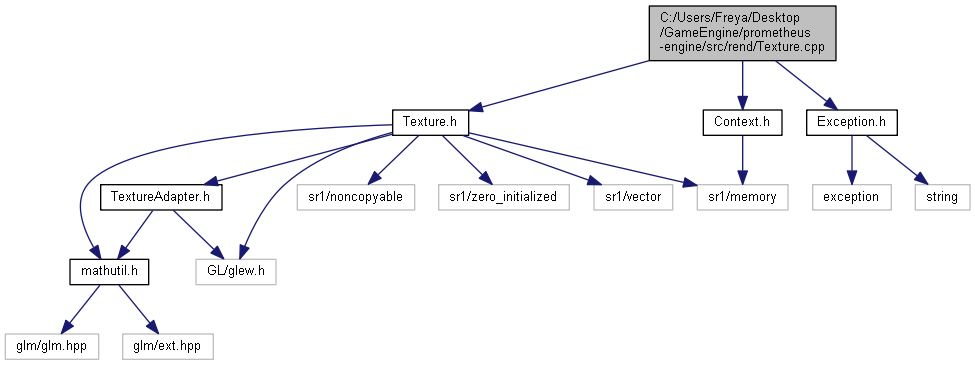 C:/Users/Freya/Desktop
/GameEngine/prometheus
-engine/src/rend/Texture.cpp
Texture.h
Context.h
Exception.h
TextureAdapter.h
sr1/noncopyable
sr1/zero_initialized
sr1/vector
sr1/memory
exception
string
mathutil.h
GL/glew.h
glm/glm.hpp
glm/ext.hpp